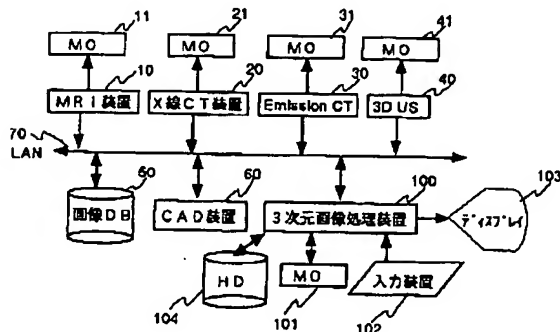 11 21 31 41
MO MO MO MO
10 20 30 40
MRI装置 X線CT装置 Emission CT 3D US
70
LAN
50 60 100 103
画像DB CAD装置 3次元画像処理装置 ディスプレイ
HD MO 入力装置
104 101 102